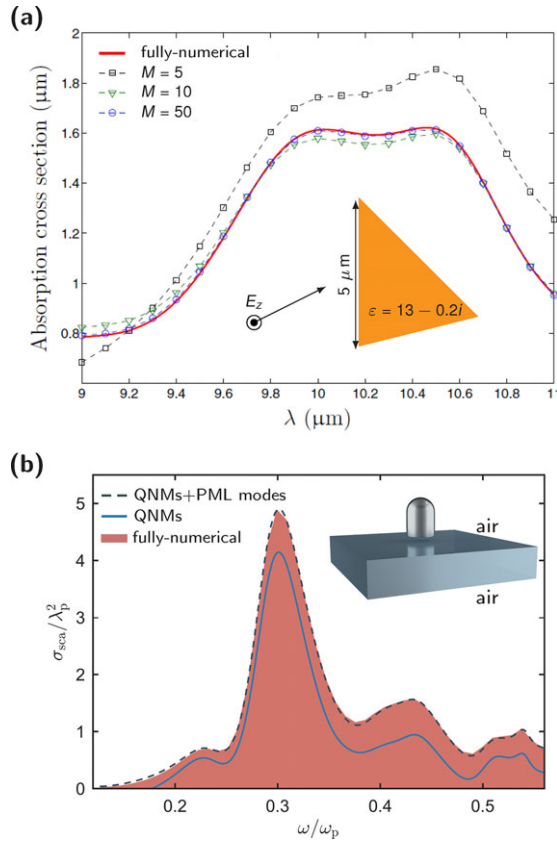 (a)
fully-numerical
M = 5
M = 10
M = 50
Absorption cross section (μm)
2
1.8
1.6
1.4
1.2
1
0.8
5 μm
E_z
ε = 13 − 0.2i
9 9.2 9.4 9.6 9.8 10 10.2 10.4 10.6 10.8 11
λ (μm)
(b)
QNMs+PML modes
QNMs
fully-numerical
air
air
σ_sca/λ_p^2
5
4
3
2
1
0
0.2 0.3 0.4 0.5
ω/ω_p